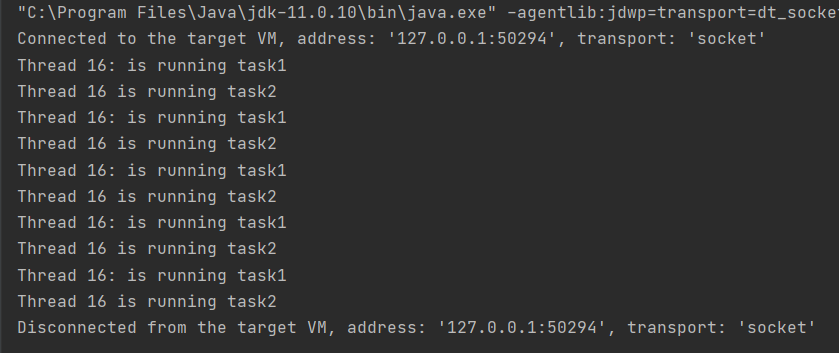 "C:\Program Files\Java\jdk-11.0.10\bin\java.exe" -agentlib:jdwp=transport=dt_socket
Connected to the target VM, address: '127.0.0.1:50294', transport: 'socket'
Thread 16: is running task1
Thread 16 is running task2
Thread 16: is running task1
Thread 16 is running task2
Thread 16: is running task1
Thread 16 is running task2
Thread 16: is running task1
Thread 16 is running task2
Thread 16: is running task1
Thread 16 is running task2
Disconnected from the target VM, address: '127.0.0.1:50294', transport: 'socket'